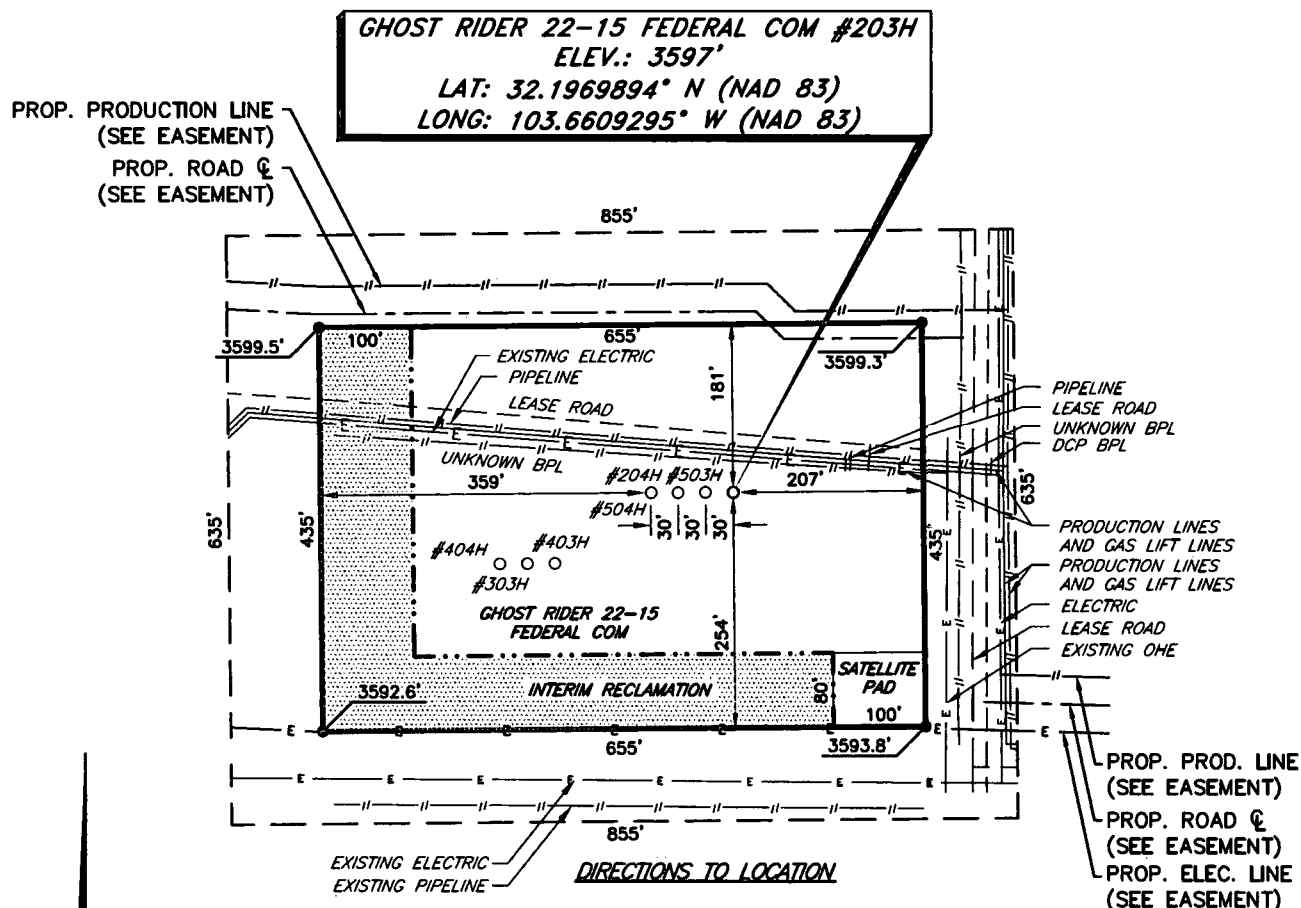 GHOST RIDER 22-15 FEDERAL COM #203H
ELEV.: 3597'
LAT: 32.1969894° N (NAD 83)
LONG: 103.6609295° W (NAD 83)
PROP. PRODUCTION LINE
(SEE EASEMENT)
PROP. ROAD ℄
(SEE EASEMENT)
855'
3599.5'
100'
655'
3599.3'
EXISTING ELECTRIC
PIPELINE
LEASE ROAD
181'
UNKNOWN BPL
359'
#204H
#503H
#504H
207'
30'
30'
30'
635'
435'
435'
635'
PIPELINE
LEASE ROAD
UNKNOWN BPL
DCP BPL
PRODUCTION LINES
AND GAS LIFT LINES
PRODUCTION LINES
AND GAS LIFT LINES
ELECTRIC
LEASE ROAD
EXISTING OHE
#404H
#403H
#303H
GHOST RIDER 22-15
FEDERAL COM
254'
INTERIM RECLAMATION
SATELLITE
PAD
80'
100'
3592.6'
655'
3593.8'
E E E E E E E
E E E E E E E
855'
EXISTING ELECTRIC
EXISTING PIPELINE
DIRECTIONS TO LOCATION
PROP. PROD. LINE
(SEE EASEMENT)
PROP. ROAD ℄
(SEE EASEMENT)
PROP. ELEC. LINE
(SEE EASEMENT)